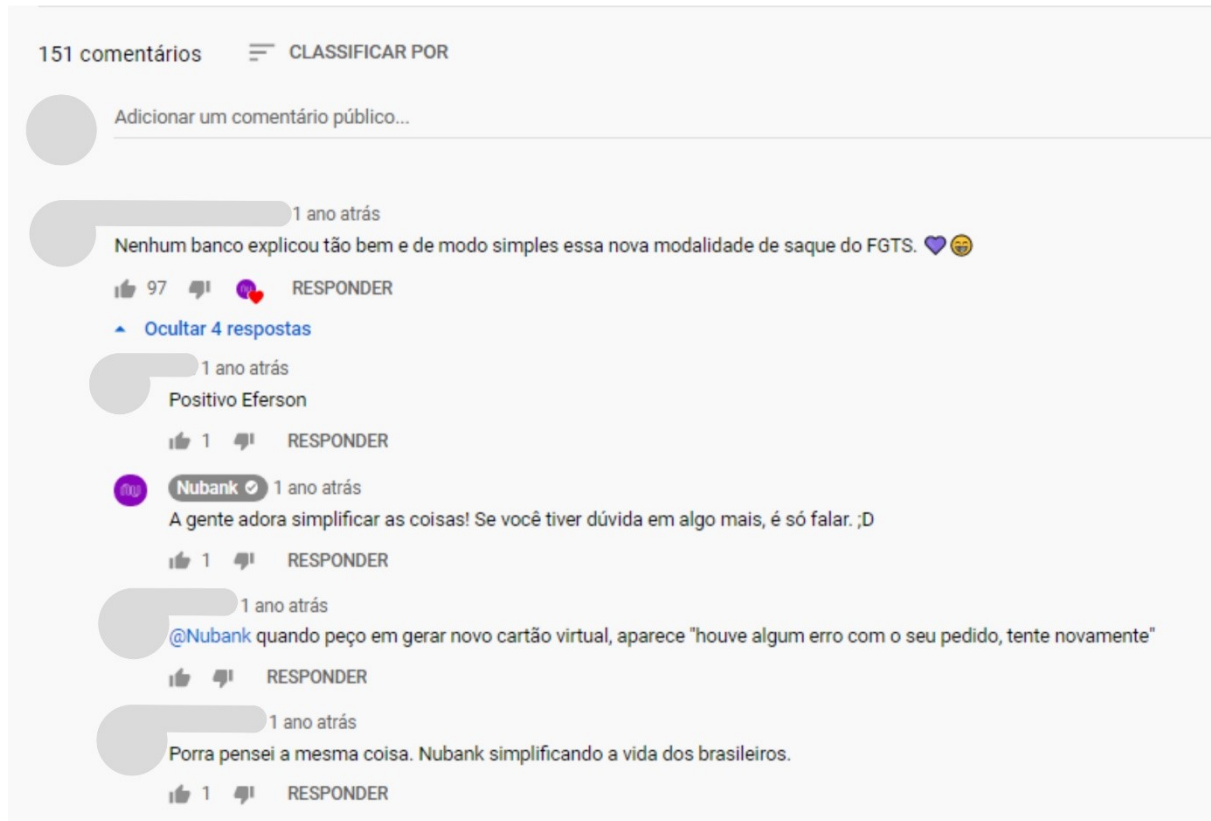 151 comentários CLASSIFICAR POR
Adicionar um comentário público...
1 ano atrás
Nenhum banco explicou tão bem e de modo simples essa nova modalidade de saque do FGTS. 💜😁
97 RESPONDER
Ocultar 4 respostas
1 ano atrás
Positivo Eferson
1 RESPONDER
nu Nubank 1 ano atrás
A gente adora simplificar as coisas! Se você tiver dúvida em algo mais, é só falar. ;D
1 RESPONDER
1 ano atrás
@Nubank quando peço em gerar novo cartão virtual, aparece "houve algum erro com o seu pedido, tente novamente"
RESPONDER
1 ano atrás
Porra pensei a mesma coisa. Nubank simplificando a vida dos brasileiros.
1 RESPONDER